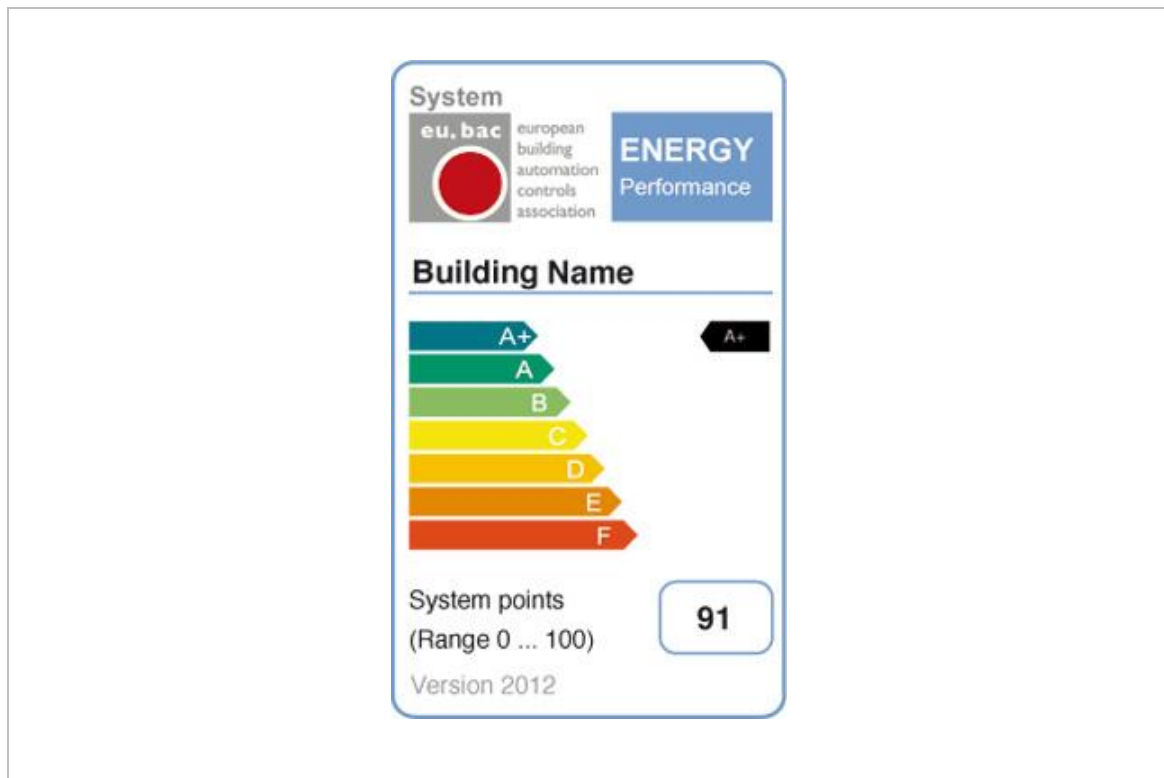 System
eu.bac
european
building
automation
controls
association
ENERGY
Performance
Building Name
A+
A+
A
B
C
D
E
F
System points
(Range 0 ... 100)
91
Version 2012